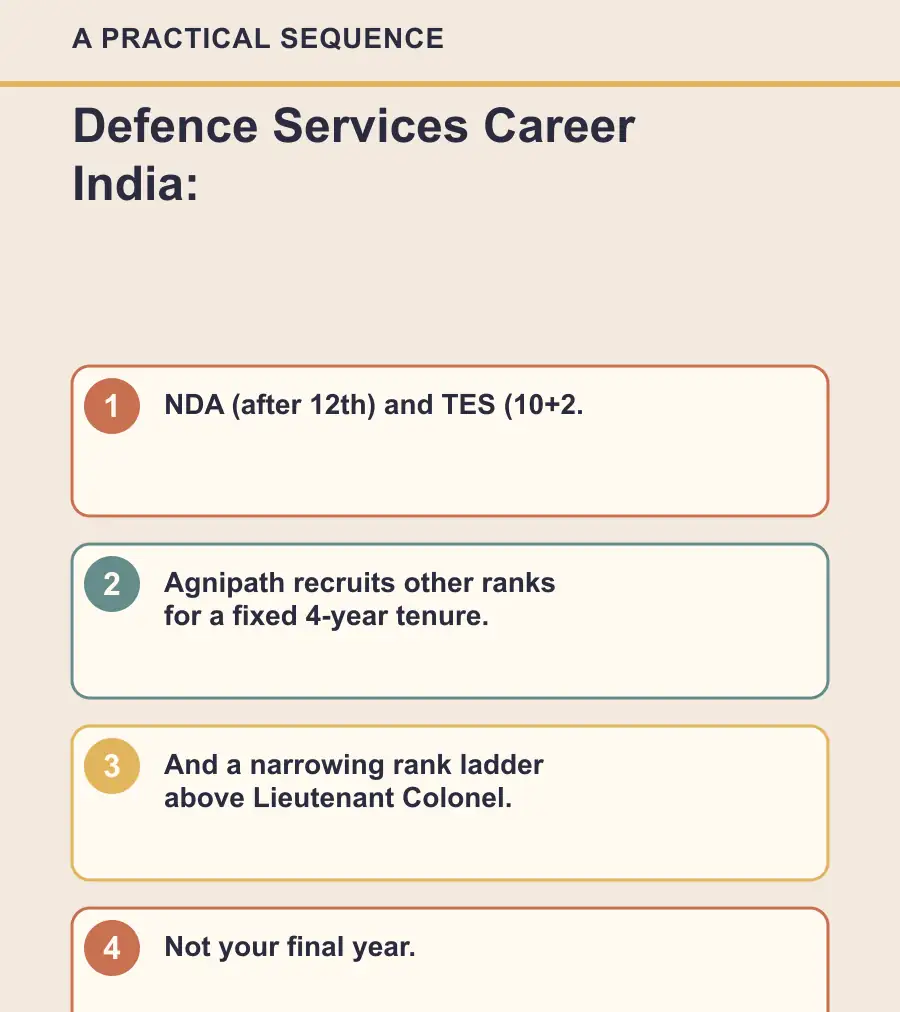 A PRACTICAL SEQUENCE
Defence Services Career
India:
1
NDA (after 12th) and TES (10+2.
2
Agnipath recruits other ranks
for a fixed 4-year tenure.
3
And a narrowing rank ladder
above Lieutenant Colonel.
4
Not your final year.